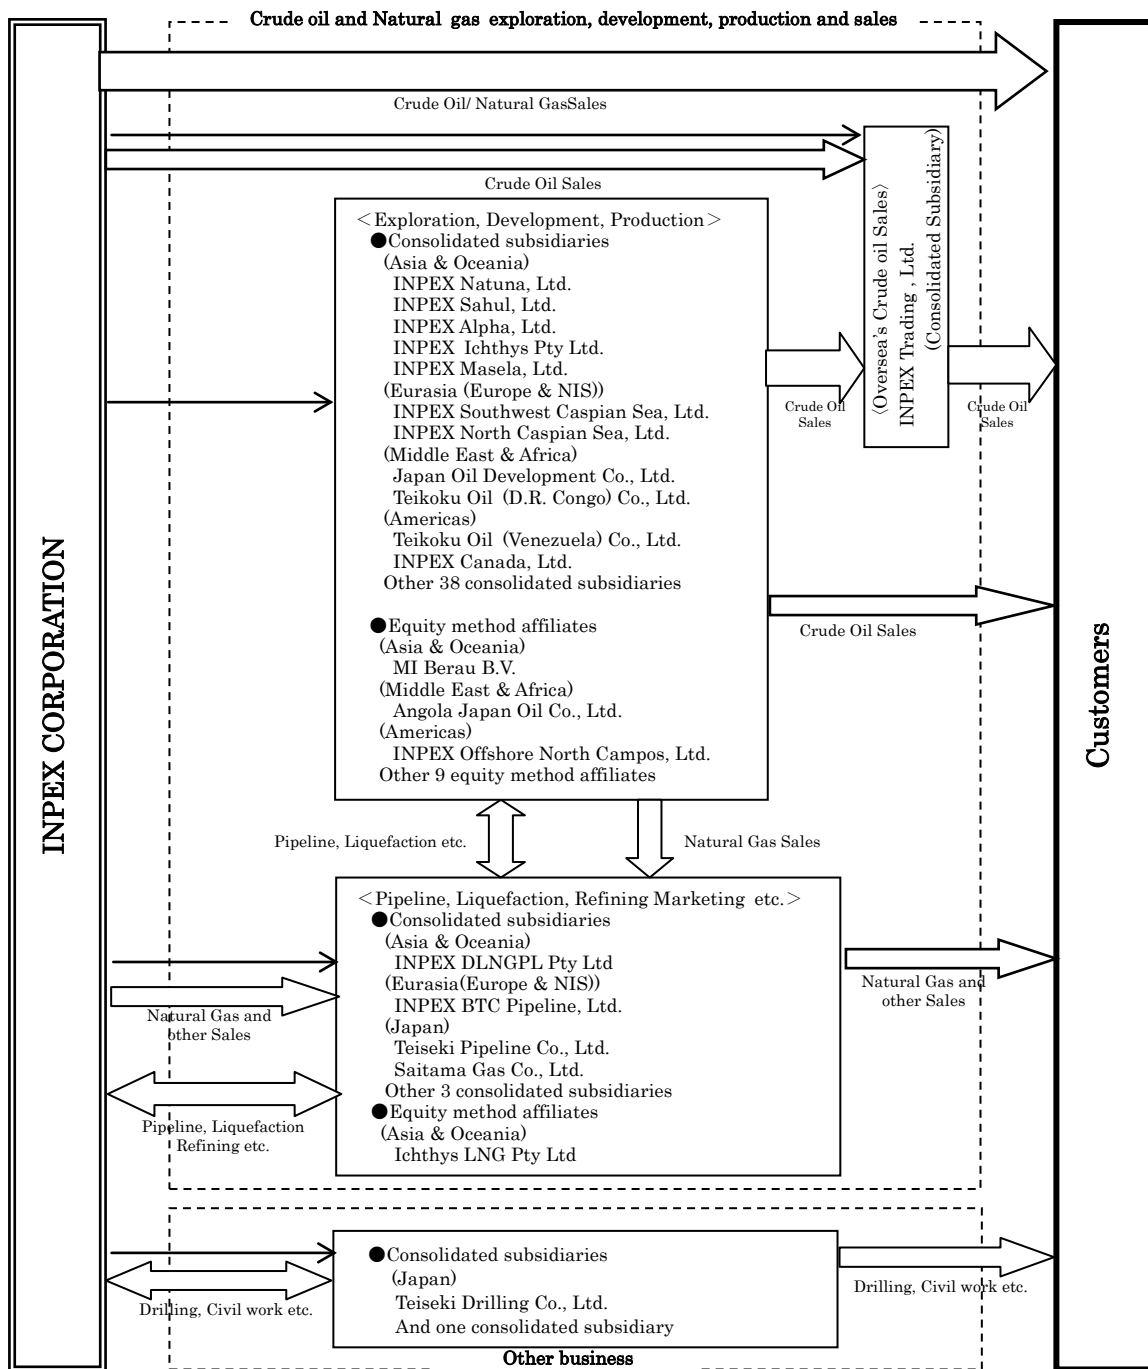 Crude oil and Natural gas exploration, development, production and sales
INPEX CORPORATION
Crude Oil/ Natural GasSales
Crude Oil Sales
〈Oversea's Crude oil Sales〉
INPEX Trading , Ltd.
(Consolidated Subsidiary)
＜Exploration, Development, Production＞
●Consolidated subsidiaries
(Asia & Oceania)
INPEX Natuna, Ltd.
INPEX Sahul, Ltd.
INPEX Alpha, Ltd.
INPEX Ichthys Pty Ltd.
INPEX Masela, Ltd.
(Eurasia (Europe & NIS))
INPEX Southwest Caspian Sea, Ltd.
INPEX North Caspian Sea, Ltd.
(Middle East & Africa)
Japan Oil Development Co., Ltd.
Teikoku Oil (D.R. Congo) Co., Ltd.
(Americas)
Teikoku Oil (Venezuela) Co., Ltd.
INPEX Canada, Ltd.
Other 38 consolidated subsidiaries
●Equity method affiliates
(Asia & Oceania)
MI Berau B.V.
(Middle East & Africa)
Angola Japan Oil Co., Ltd.
(Americas)
INPEX Offshore North Campos, Ltd.
Other 9 equity method affiliates
Crude Oil
Sales
Crude Oil
Sales
Crude Oil Sales
Customers
Pipeline, Liquefaction etc.
Natural Gas Sales
＜Pipeline, Liquefaction, Refining Marketing etc.＞
●Consolidated subsidiaries
(Asia & Oceania)
INPEX DLNGPL Pty Ltd
(Eurasia(Europe & NIS))
INPEX BTC Pipeline, Ltd.
(Japan)
Teiseki Pipeline Co., Ltd.
Saitama Gas Co., Ltd.
Other 3 consolidated subsidiaries
●Equity method affiliates
(Asia & Oceania)
Ichthys LNG Pty Ltd
Natural Gas and
other Sales
Pipeline, Liquefaction
Refining etc.
Natural Gas and
other Sales
●Consolidated subsidiaries
(Japan)
Teiseki Drilling Co., Ltd.
And one consolidated subsidiary
Drilling, Civil work etc.
Drilling, Civil work etc.
Other business